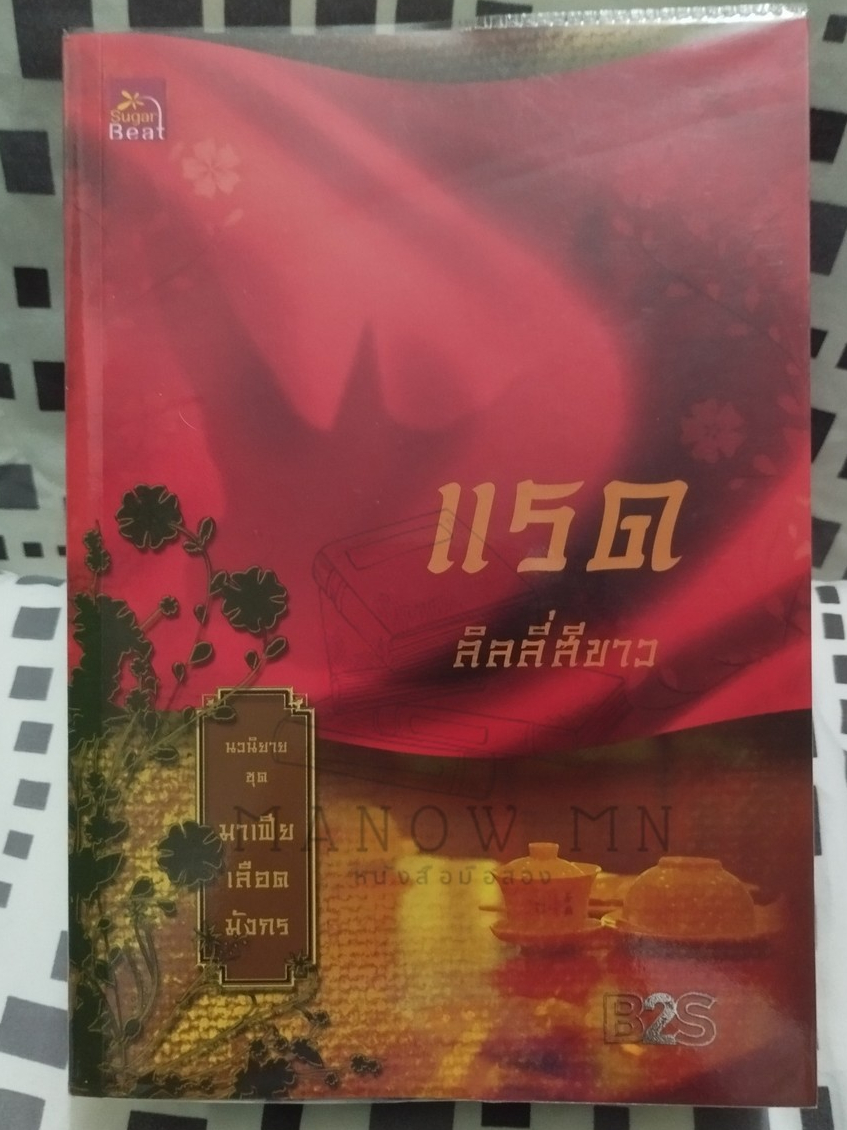 Sugar
Beat
แรด
ลิลลี่สีขาว
นวนิยาย
ชุด
มาเฟีย
เลือด
มังกร
MANOW MN
หนังสือมือสอง
B2S